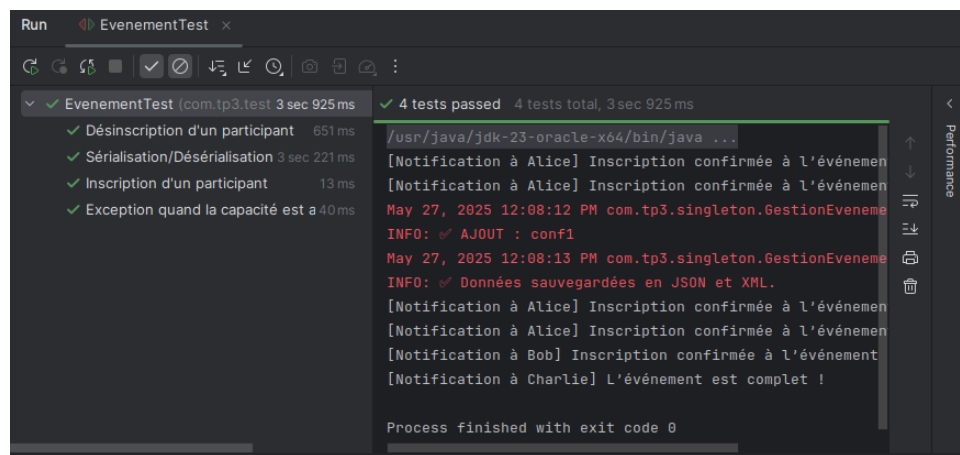 Run EvenementTest ×
EvenementTest (com.tp3.test 3 sec 925 ms
Désinscription d'un participant 651 ms
Sérialisation/Désérialisation 3 sec 221 ms
Inscription d'un participant 13 ms
Exception quand la capacité est a 40 ms
4 tests passed 4 tests total, 3 sec 925 ms
/usr/java/jdk-23-oracle-x64/bin/java ...
[Notification à Alice] Inscription confirmée à l'événemen
[Notification à Alice] Inscription confirmée à l'événemen
May 27, 2025 12:08:12 PM com.tp3.singleton.GestionEveneme
INFO: ✅ AJOUT : conf1
May 27, 2025 12:08:13 PM com.tp3.singleton.GestionEveneme
INFO: ✅ Données sauvegardées en JSON et XML.
[Notification à Alice] Inscription confirmée à l'événemen
[Notification à Alice] Inscription confirmée à l'événemen
[Notification à Bob] Inscription confirmée à l'événement
[Notification à Charlie] L'événement est complet !
Process finished with exit code 0
Performance